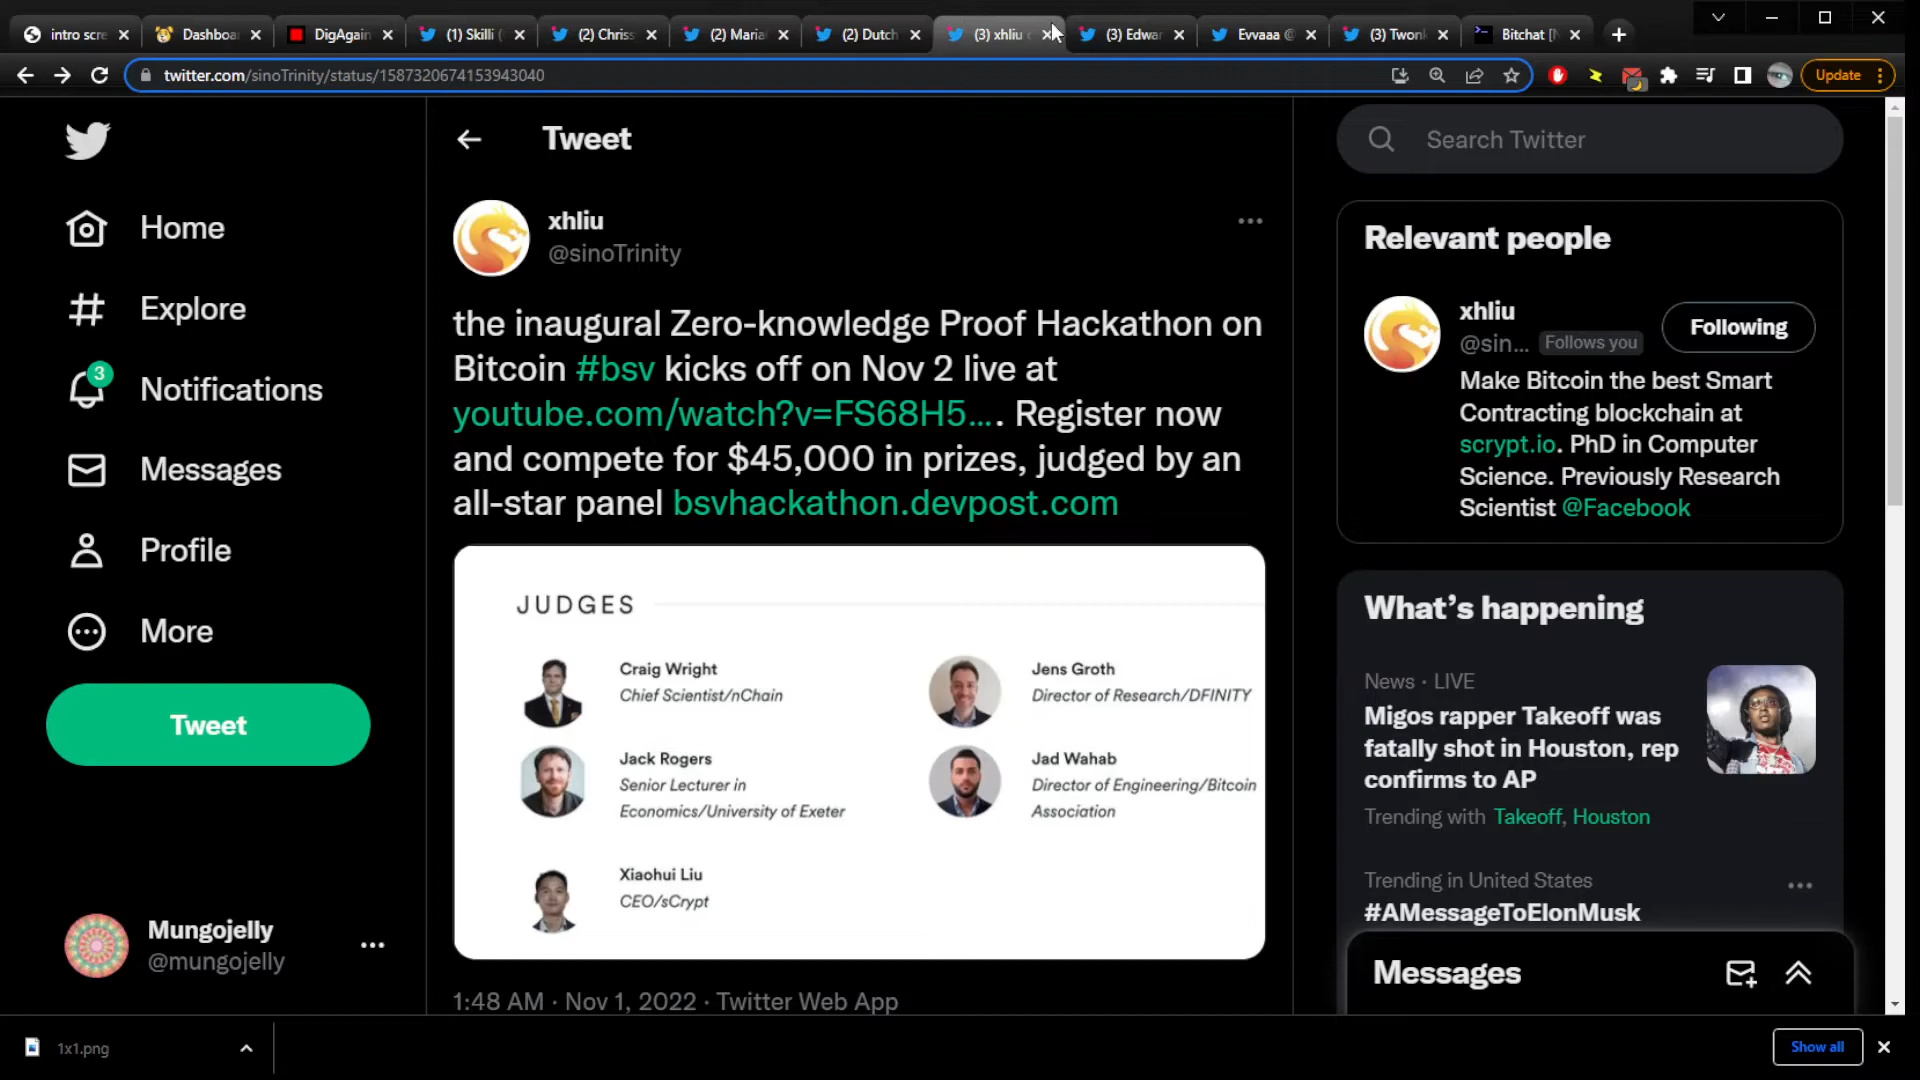 intro scre
Dashboa
DigAgain
(1) Skilli (
(2) Chriss
(2) Maria
(2) Dutch
(3) xhliu
(3) Edwar
Evvaaa @
(3) Twonk
Bitchat [N
twitter.com/sinoTrinity/status/1587320674153943040
Update
Home
Explore
3
Notifications
Messages
Profile
More
Tweet
Mungojelly
@mungojelly
Tweet
xhliu
@sinoTrinity
the inaugural Zero-knowledge Proof Hackathon on
Bitcoin #bsv kicks off on Nov 2 live at
youtube.com/watch?v=FS68H5.... Register now
and compete for $45,000 in prizes, judged by an
all-star panel bsvhackathon.devpost.com
JUDGES
Craig Wright
Chief Scientist/nChain
Jens Groth
Director of Research/DFINITY
Jack Rogers
Senior Lecturer in
Economics/University of Exeter
Jad Wahab
Director of Engineering/Bitcoin
Association
Xiaohui Liu
CEO/sCrypt
1:48 AM · Nov 1, 2022 · Twitter Web App
Search Twitter
Relevant people
xhliu
@sin... Follows you
Following
Make Bitcoin the best Smart
Contracting blockchain at
scrypt.io. PhD in Computer
Science. Previously Research
Scientist @Facebook
What's happening
News · LIVE
Migos rapper Takeoff was
fatally shot in Houston, rep
confirms to AP
Trending with Takeoff, Houston
Trending in United States
#AMessageToElonMusk
Messages
1x1.png
Show all